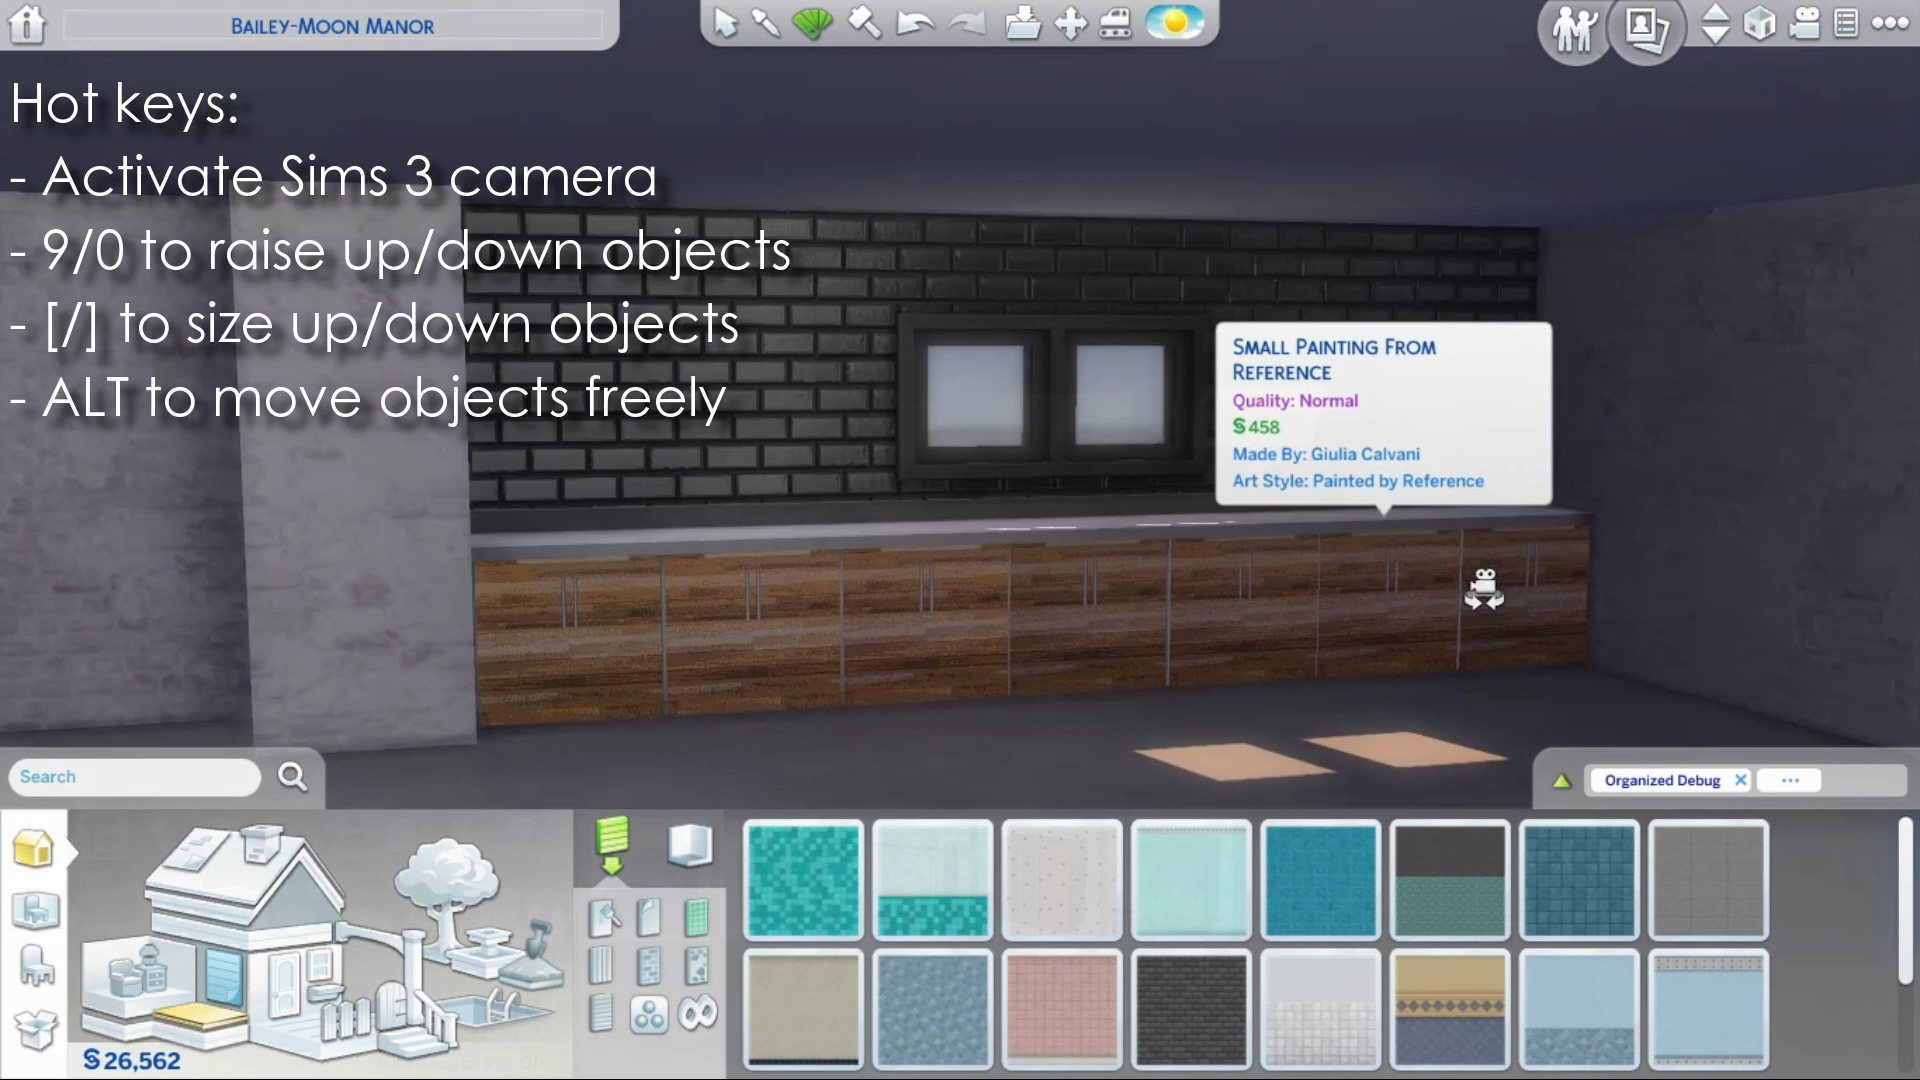 BAILEY-MOON MANOR
Hot keys:
- Activate Sims 3 camera
- 9/0 to raise up/down objects
- [/] to size up/down objects
- ALT to move objects freely
SMALL PAINTING FROM
REFERENCE
Quality: Normal
§458
Made By: Giulia Calvani
Art Style: Painted by Reference
Search
Organized Debug
§26,562